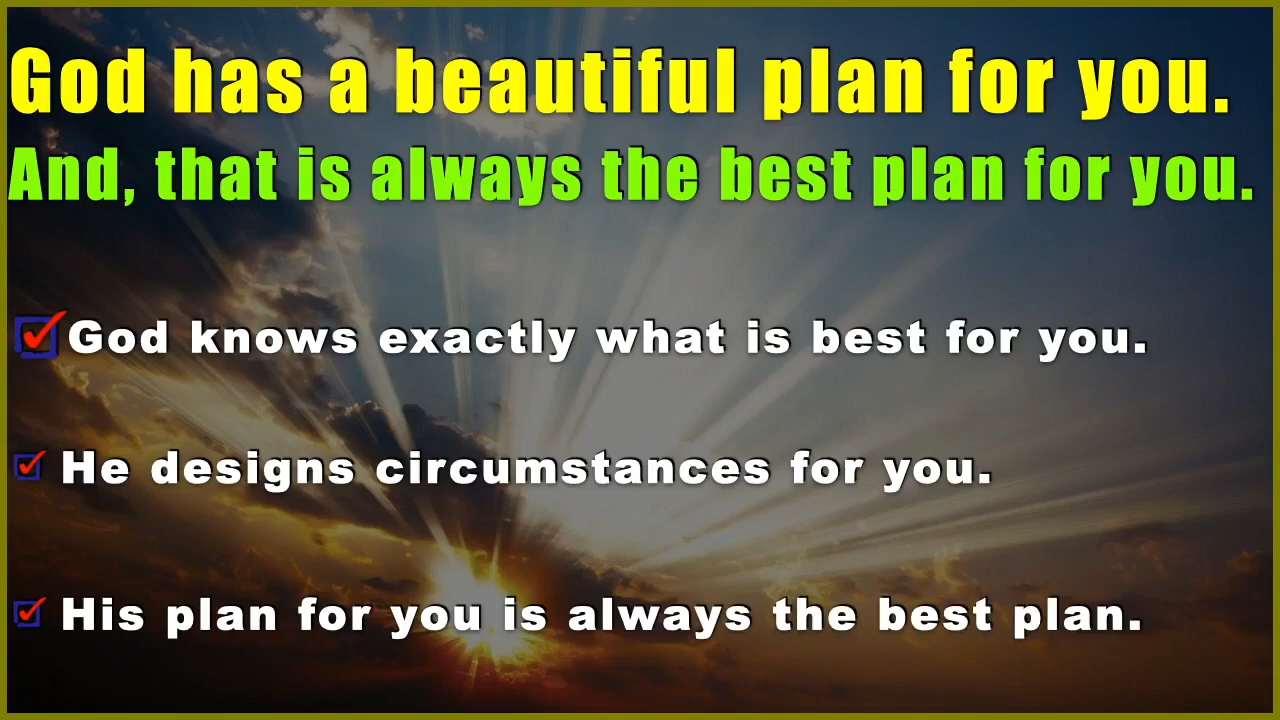 God has a beautiful plan for you.
And, that is always the best plan for you.
God knows exactly what is best for you.
He designs circumstances for you.
His plan for you is always the best plan.